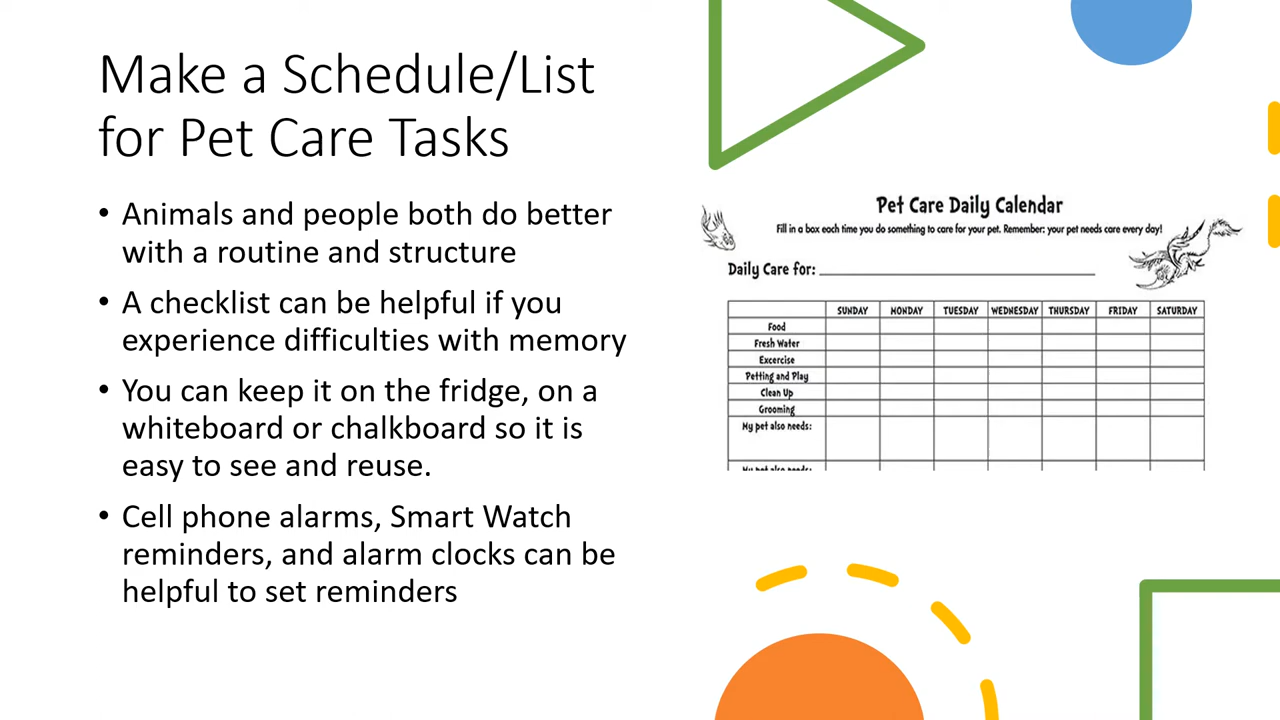 Make a Schedule/List
for Pet Care Tasks
• Animals and people both do better
with a routine and structure
• A checklist can be helpful if you
experience difficulties with memory
• You can keep it on the fridge, on a
whiteboard or chalkboard so it is
easy to see and reuse.
• Cell phone alarms, Smart Watch
reminders, and alarm clocks can be
helpful to set reminders
Pet Care Daily Calendar
Fill in a box each time you do something to care for your pet. Remember: your pet needs care every day!
Daily Care for:
SUNDAY MONDAY TUESDAY WEDNESDAY THURSDAY FRIDAY SATURDAY
Food
Fresh Water
Excercise
Petting and Play
Clean Up
Grooming
My pet also needs:
My pet also needs: